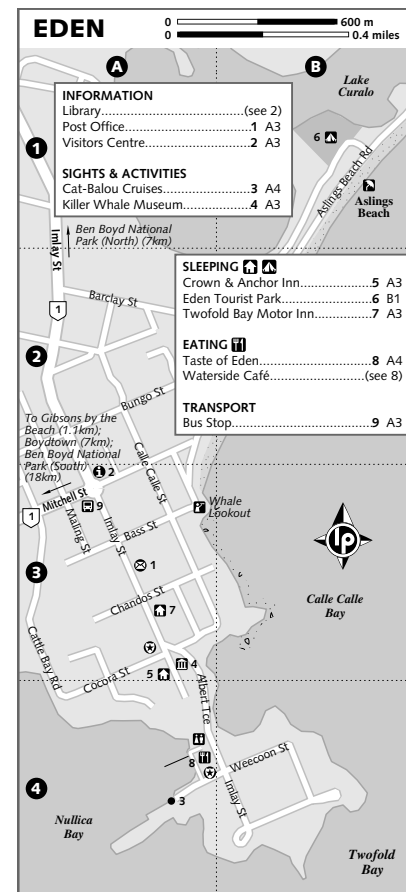 EDEN
0 600 m
0 0.4 miles
A
B
INFORMATION
Library.......................................(see 2)
Post Office...................................1 A3
Visitors Centre.............................2 A3
SIGHTS & ACTIVITIES
Cat-Balou Cruises........................3 A4
Killer Whale Museum..................4 A3
Lake
Curalo
6
1
Aslings Beach Rd
Aslings
Beach
Ben Boyd National
Park (North) (7km)
Imlay St
SLEEPING
Crown & Anchor Inn...................5 A3
Eden Tourist Park........................6 B1
Twofold Bay Motor Inn..............7 A3
EATING
Taste of Eden..............................8 A4
Waterside Café.........................(see 8)
TRANSPORT
Bus Stop.....................................9 A3
Barclay St
1
2
Bungo St
To Gibsons by the
Beach (1.1km);
Boydtown (7km);
Ben Boyd National
Park (South)
(18km)
Calle Calle St
2
Mitchell St
1
9
Maling St
Imlay St
Bass St
Whale
Lookout
lp
1
3
Chandos St
7
Calle Calle
Bay
Cattle Bay Rd
4
5
Cocora St
Albert Tce
8
Weecoon St
Imlay St
4
3
Nullica
Bay
Twofold
Bay